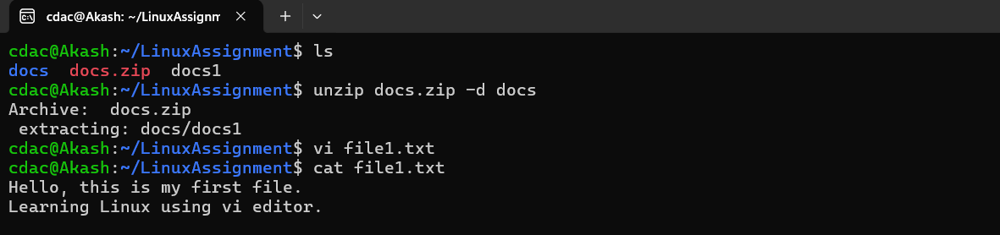 cdac@Akash: ~/LinuxAssignm
cdac@Akash:~/LinuxAssignment$ ls
docs  docs.zip  docs1
cdac@Akash:~/LinuxAssignment$ unzip docs.zip -d docs
Archive:  docs.zip
 extracting: docs/docs1
cdac@Akash:~/LinuxAssignment$ vi file1.txt
cdac@Akash:~/LinuxAssignment$ cat file1.txt
Hello, this is my first file.
Learning Linux using vi editor.